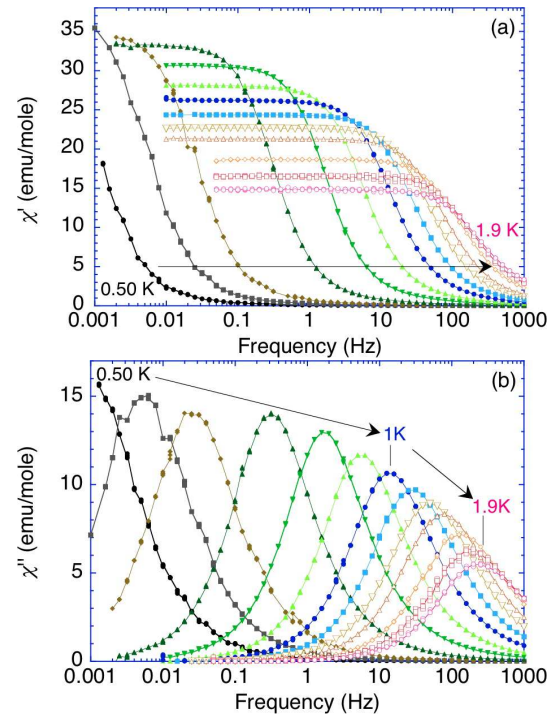 (a)
35
30
25
20
15
10
5
0
χ' (emu/mole)
1.9 K
0.50 K
0.001 0.01 0.1 1 10 100 1000
Frequency (Hz)
(b)
0.50 K
1K
1.9K
15
10
5
0
χ'' (emu/mole)
0.001 0.01 0.1 1 10 100 1000
Frequency (Hz)